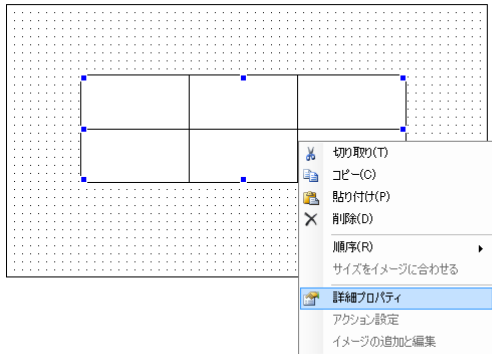 切り取り(T)
コピー(C)
貼り付け(P)
削除(D)
順序(R)
サイズをイメージに合わせる
詳細プロパティ
アクション設定
イメージの追加と編集